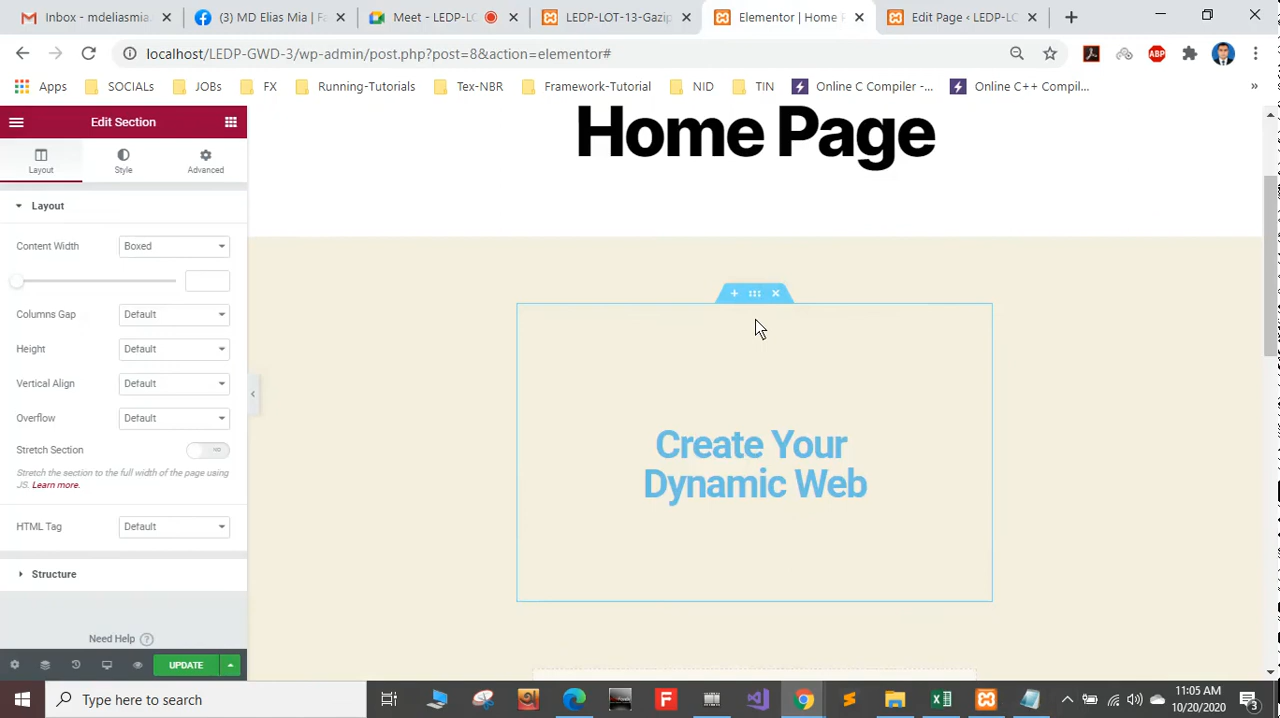 Inbox - mdeliasmia.
(3) MD Elias Mia | Fa
Meet - LEDP-LO
LEDP-LOT-13-Gazip
Elementor | Home P
Edit Page ‹ LEDP-LO
localhost/LEDP-GWD-3/wp-admin/post.php?post=8&action=elementor#
ABP
Apps SOCIALs JOBs FX Running-Tutorials Tex-NBR Framework-Tutorial NID TIN Online C Compiler -... Online C++ Compil... »
Edit Section
Layout Style Advanced
Layout
Content Width Boxed
Columns Gap Default
Height Default
Vertical Align Default
Overflow Default
Stretch Section
Stretch the section to the full width of the page using
JS. Learn more.
HTML Tag Default
Structure
Need Help ?
UPDATE
Home Page
Create Your
Dynamic Web
Type here to search
11:05 AM
10/20/2020
3